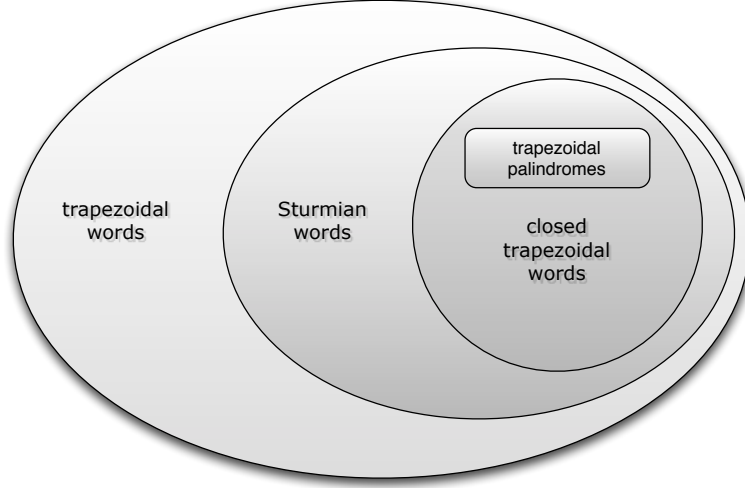 trapezoidal
words
Sturmian
words
trapezoidal
palindromes
closed
trapezoidal
words